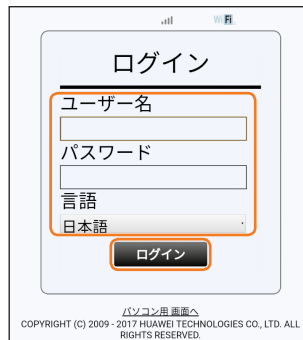 WiFi
ログイン
ユーザー名
パスワード
言語
日本語
ログイン
パソコン用 画面へ
COPYRIGHT (C) 2009 - 2017 HUAWEI TECHNOLOGIES CO., LTD. ALL
RIGHTS RESERVED.